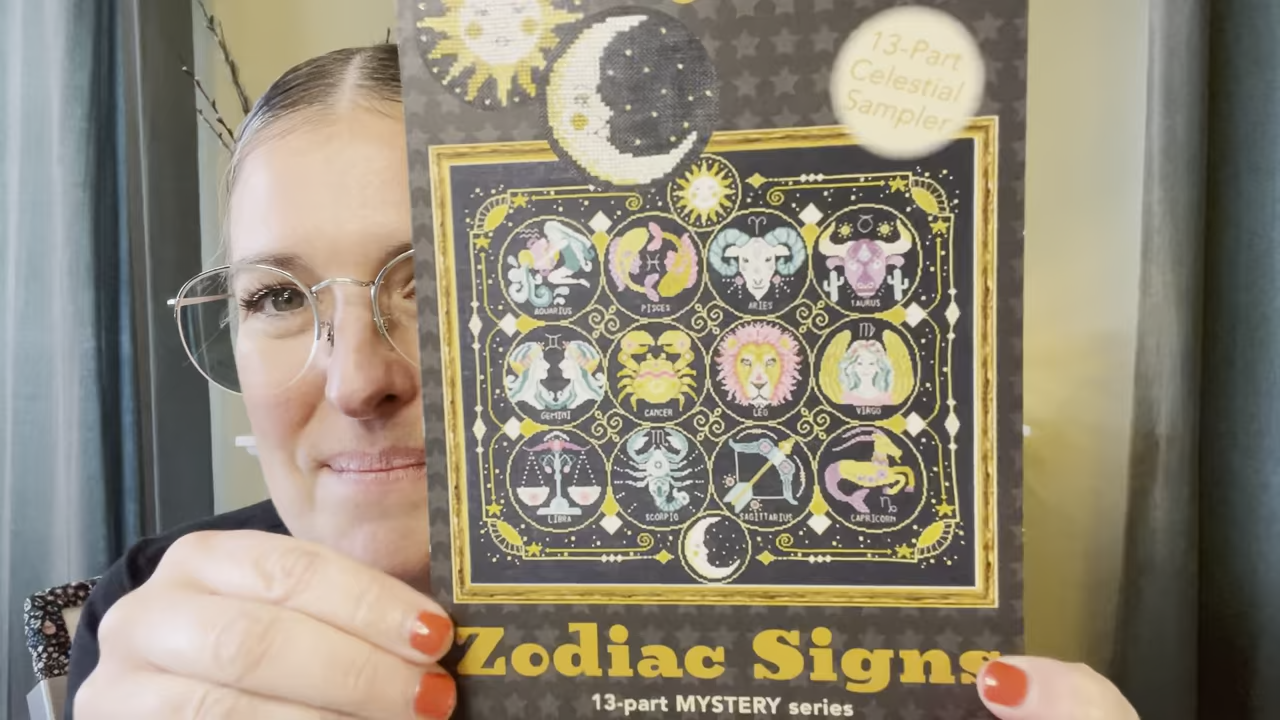 13-Part
Celestial
Sampler
AQUARIUS
PISCES
ARIES
TAURUS
GEMINI
CANCER
LEO
VIRGO
LIBRA
SCORPIO
SAGITTARIUS
CAPRICORN
Zodiac Signs
13-part MYSTERY series